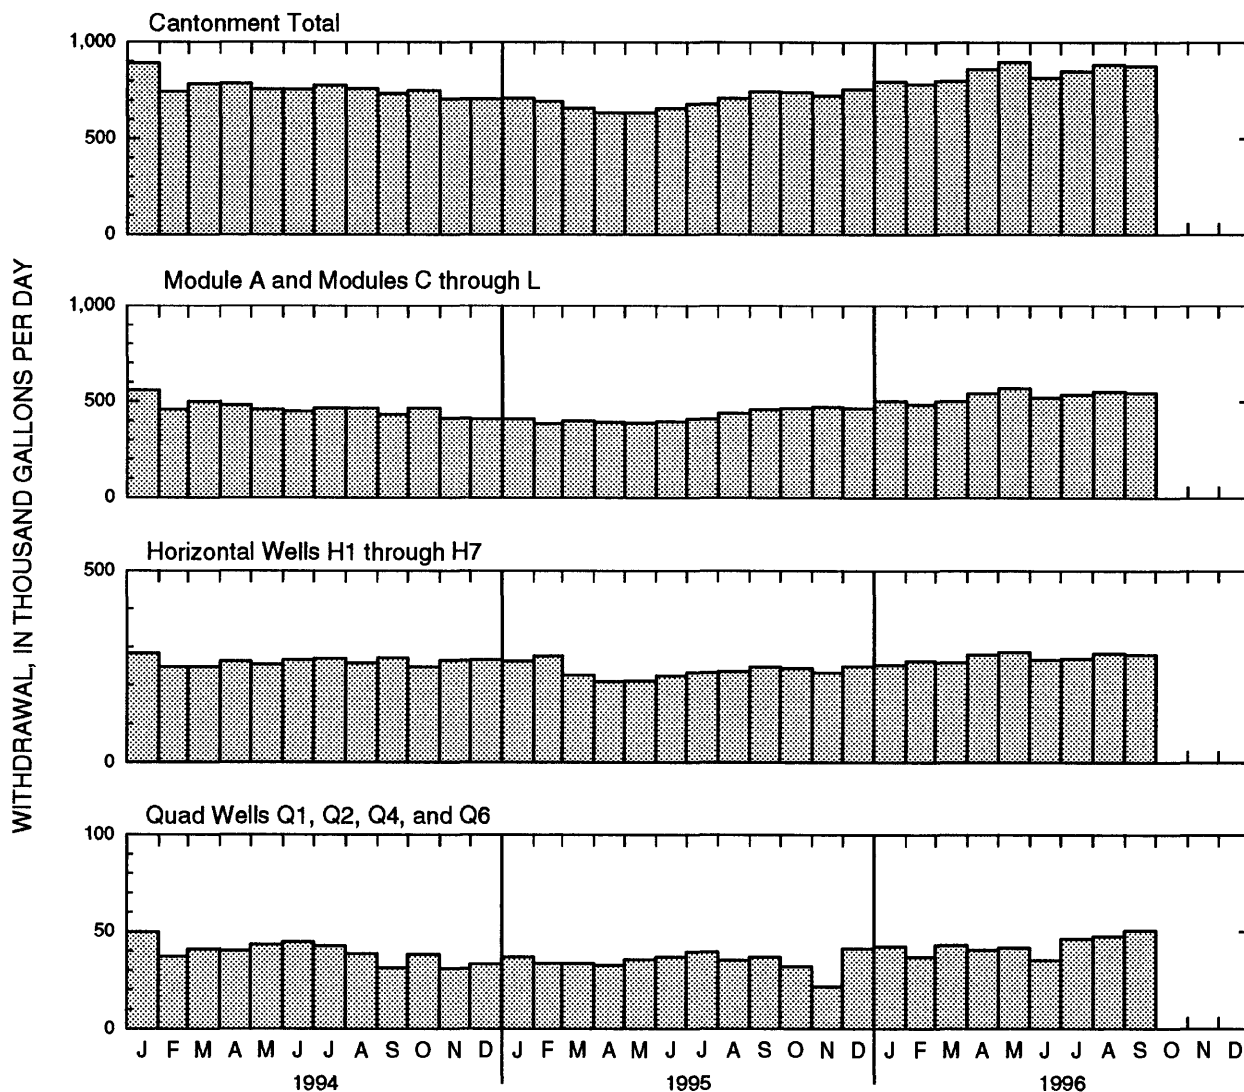 Cantonment Total
1,000
500
0
Module A and Modules C through L
1,000
500
0
Horizontal Wells H1 through H7
500
0
Quad Wells Q1, Q2, Q4, and Q6
100
50
0
WITHDRAWAL, IN THOUSAND GALLONS PER DAY
J F M A M J J A S O N D J F M A M J J A S O N D J F M A M J J A S O N D
1994 1995 1996